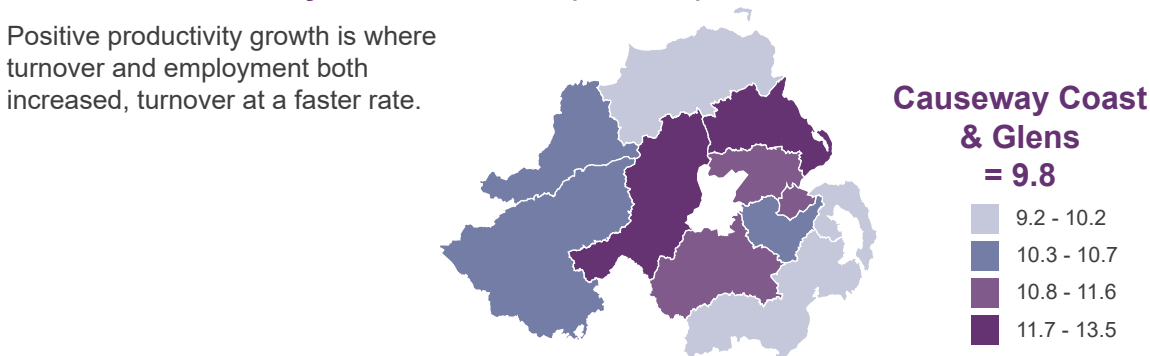 Positive productivity growth is where
turnover and employment both
increased, turnover at a faster rate.
Causeway Coast
& Glens
= 9.8
9.2 - 10.2
10.3 - 10.7
10.8 - 11.6
11.7 - 13.5